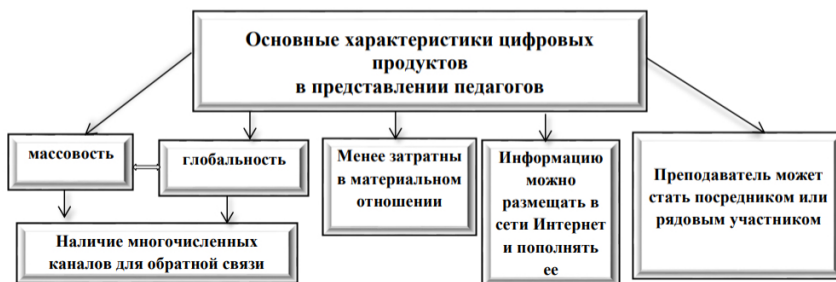 Основные характеристики цифровых
продуктов
в представлении педагогов
массовость
глобальность
Менее затратны
в материальном
отношении
Информацию
можно
размещать в
сети Интернет
и пополнять
ее
Преподаватель может
стать посредником или
рядовым участником
Наличие многочисленных
каналов для обратной связи